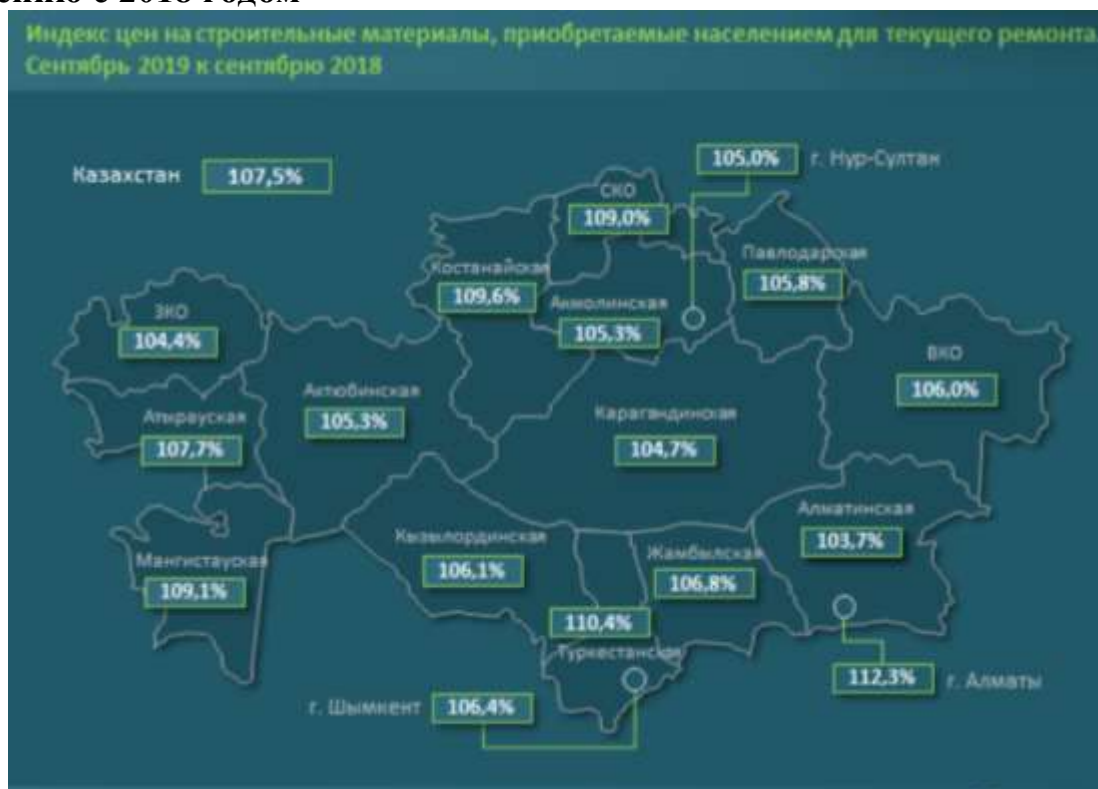 с 2018 годом
Индекс цен на строительные материалы, приобретаемые населением для текущего ремонта.
Сентябрь 2019 к сентябрю 2018
Казахстан 107,5%
105,0% г. Нур-Султан
СКО
109,0%
Костанайская
109,6%
Павлодарская
105,8%
Акмолинская
105,3%
ЗКО
104,4%
ВКО
106,0%
Актюбинская
105,3%
Атырауская
107,7%
Карагандинская
104,7%
Алматинская
103,7%
Кызылординская
106,1%
Жамбылская
106,8%
Мангистауская
109,1%
110,4%
Туркестанская
г. Шымкент 106,4%
112,3% г. Алматы